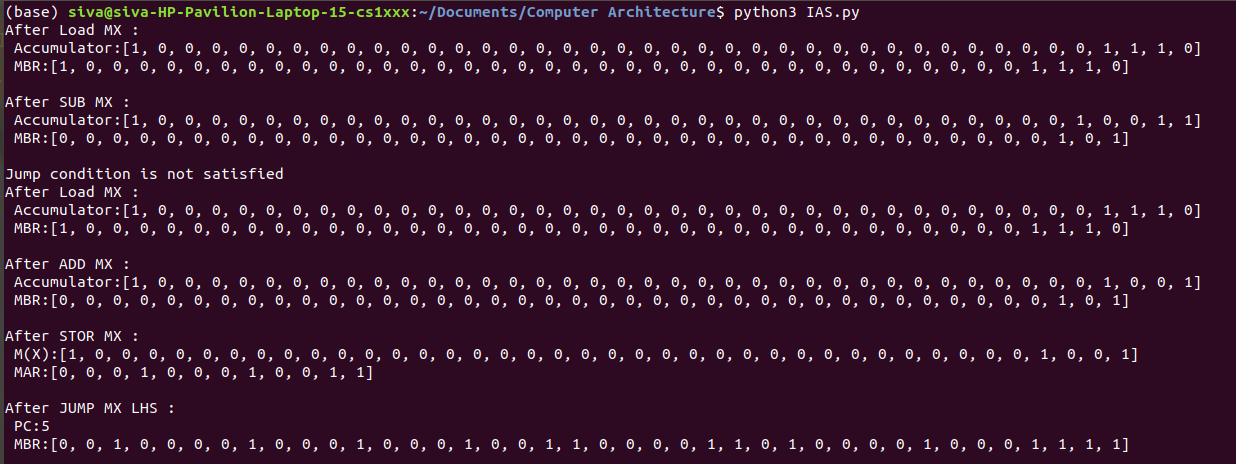 (base) siva@siva-HP-Pavilion-Laptop-15-cs1xxx:~/Documents/Computer Architecture$ python3 IAS.py
After Load MX :
Accumulator:[1, 0, 0, 0, 0, 0, 0, 0, 0, 0, 0, 0, 0, 0, 0, 0, 0, 0, 0, 0, 0, 0, 0, 0, 0, 0, 0, 0, 0, 0, 0, 0, 0, 0, 0, 0, 1, 1, 1, 0]
MBR:[1, 0, 0, 0, 0, 0, 0, 0, 0, 0, 0, 0, 0, 0, 0, 0, 0, 0, 0, 0, 0, 0, 0, 0, 0, 0, 0, 0, 0, 0, 0, 0, 0, 0, 0, 0, 1, 1, 1, 0]
After SUB MX :
Accumulator:[1, 0, 0, 0, 0, 0, 0, 0, 0, 0, 0, 0, 0, 0, 0, 0, 0, 0, 0, 0, 0, 0, 0, 0, 0, 0, 0, 0, 0, 0, 0, 0, 0, 0, 0, 1, 0, 0, 1, 1]
MBR:[0, 0, 0, 0, 0, 0, 0, 0, 0, 0, 0, 0, 0, 0, 0, 0, 0, 0, 0, 0, 0, 0, 0, 0, 0, 0, 0, 0, 0, 0, 0, 0, 0, 0, 0, 0, 0, 1, 0, 1]
Jump condition is not satisfied
After Load MX :
Accumulator:[1, 0, 0, 0, 0, 0, 0, 0, 0, 0, 0, 0, 0, 0, 0, 0, 0, 0, 0, 0, 0, 0, 0, 0, 0, 0, 0, 0, 0, 0, 0, 0, 0, 0, 0, 0, 1, 1, 1, 0]
MBR:[1, 0, 0, 0, 0, 0, 0, 0, 0, 0, 0, 0, 0, 0, 0, 0, 0, 0, 0, 0, 0, 0, 0, 0, 0, 0, 0, 0, 0, 0, 0, 0, 0, 0, 0, 0, 1, 1, 1, 0]
After ADD MX :
Accumulator:[1, 0, 0, 0, 0, 0, 0, 0, 0, 0, 0, 0, 0, 0, 0, 0, 0, 0, 0, 0, 0, 0, 0, 0, 0, 0, 0, 0, 0, 0, 0, 0, 0, 0, 0, 0, 1, 0, 0, 1]
MBR:[0, 0, 0, 0, 0, 0, 0, 0, 0, 0, 0, 0, 0, 0, 0, 0, 0, 0, 0, 0, 0, 0, 0, 0, 0, 0, 0, 0, 0, 0, 0, 0, 0, 0, 0, 0, 0, 1, 0, 1]
After STOR MX :
M(X):[1, 0, 0, 0, 0, 0, 0, 0, 0, 0, 0, 0, 0, 0, 0, 0, 0, 0, 0, 0, 0, 0, 0, 0, 0, 0, 0, 0, 0, 0, 0, 0, 0, 0, 0, 0, 1, 0, 0, 1]
MAR:[0, 0, 0, 1, 0, 0, 0, 1, 0, 0, 1, 1]
After JUMP MX LHS :
PC:5
MBR:[0, 0, 1, 0, 0, 0, 0, 1, 0, 0, 0, 1, 0, 0, 0, 1, 0, 0, 1, 1, 0, 0, 0, 0, 1, 1, 0, 1, 0, 0, 0, 0, 1, 0, 0, 0, 1, 1, 1, 1]